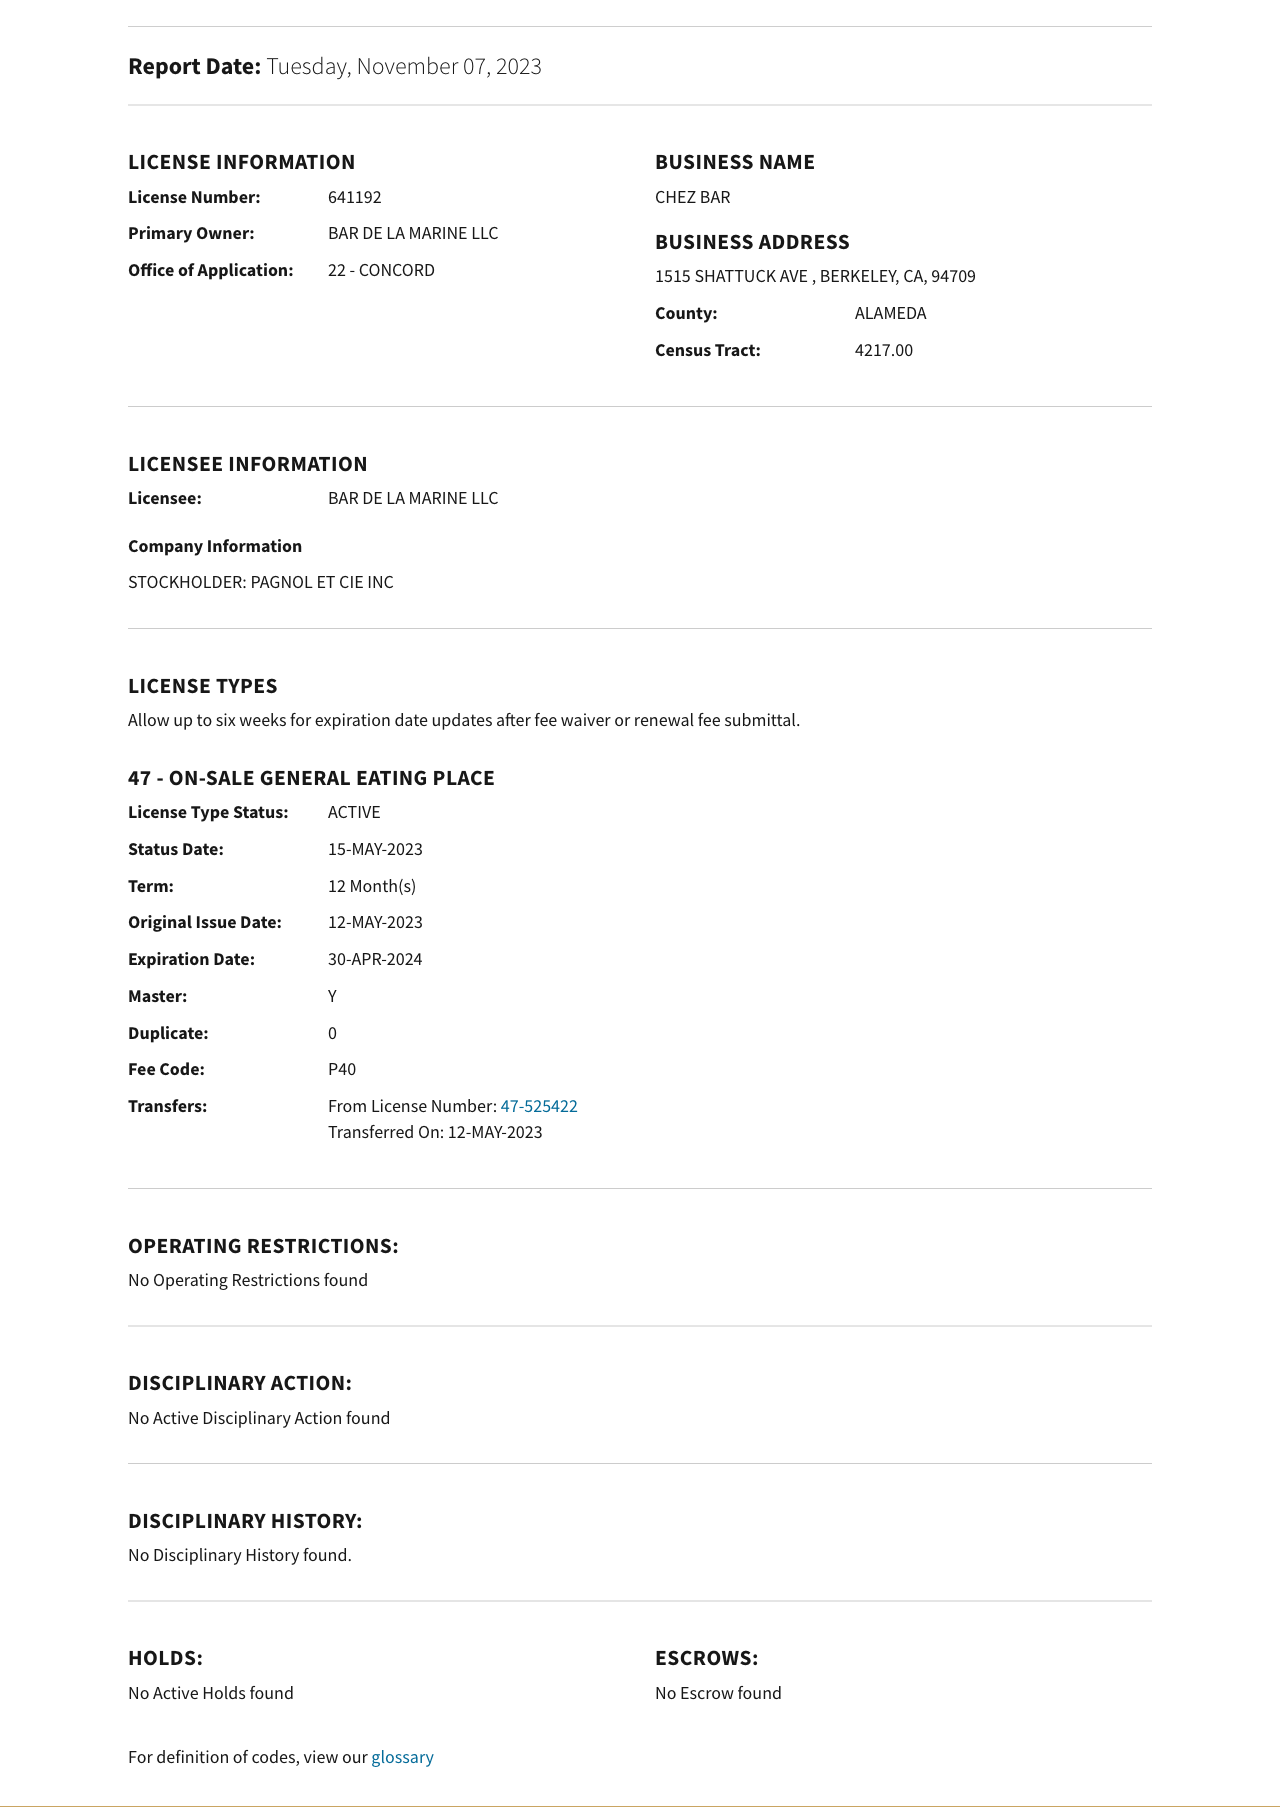 Report Date: Tuesday, November 07, 2023
LICENSE INFORMATION
License Number: 641192
Primary Owner: BAR DE LA MARINE LLC
Office of Application: 22 - CONCORD
BUSINESS NAME
CHEZ BAR
BUSINESS ADDRESS
1515 SHATTUCK AVE , BERKELEY, CA, 94709
County: ALAMEDA
Census Tract: 4217.00
LICENSEE INFORMATION
Licensee: BAR DE LA MARINE LLC
Company Information
STOCKHOLDER: PAGNOL ET CIE INC
LICENSE TYPES
Allow up to six weeks for expiration date updates after fee waiver or renewal fee submittal.
47 - ON-SALE GENERAL EATING PLACE
License Type Status: ACTIVE
Status Date: 15-MAY-2023
Term: 12 Month(s)
Original Issue Date: 12-MAY-2023
Expiration Date: 30-APR-2024
Master: Y
Duplicate: 0
Fee Code: P40
Transfers: From License Number: 47-525422
Transferred On: 12-MAY-2023
OPERATING RESTRICTIONS:
No Operating Restrictions found
DISCIPLINARY ACTION:
No Active Disciplinary Action found
DISCIPLINARY HISTORY:
No Disciplinary History found.
HOLDS:
No Active Holds found
ESCROWS:
No Escrow found
For definition of codes, view our glossary